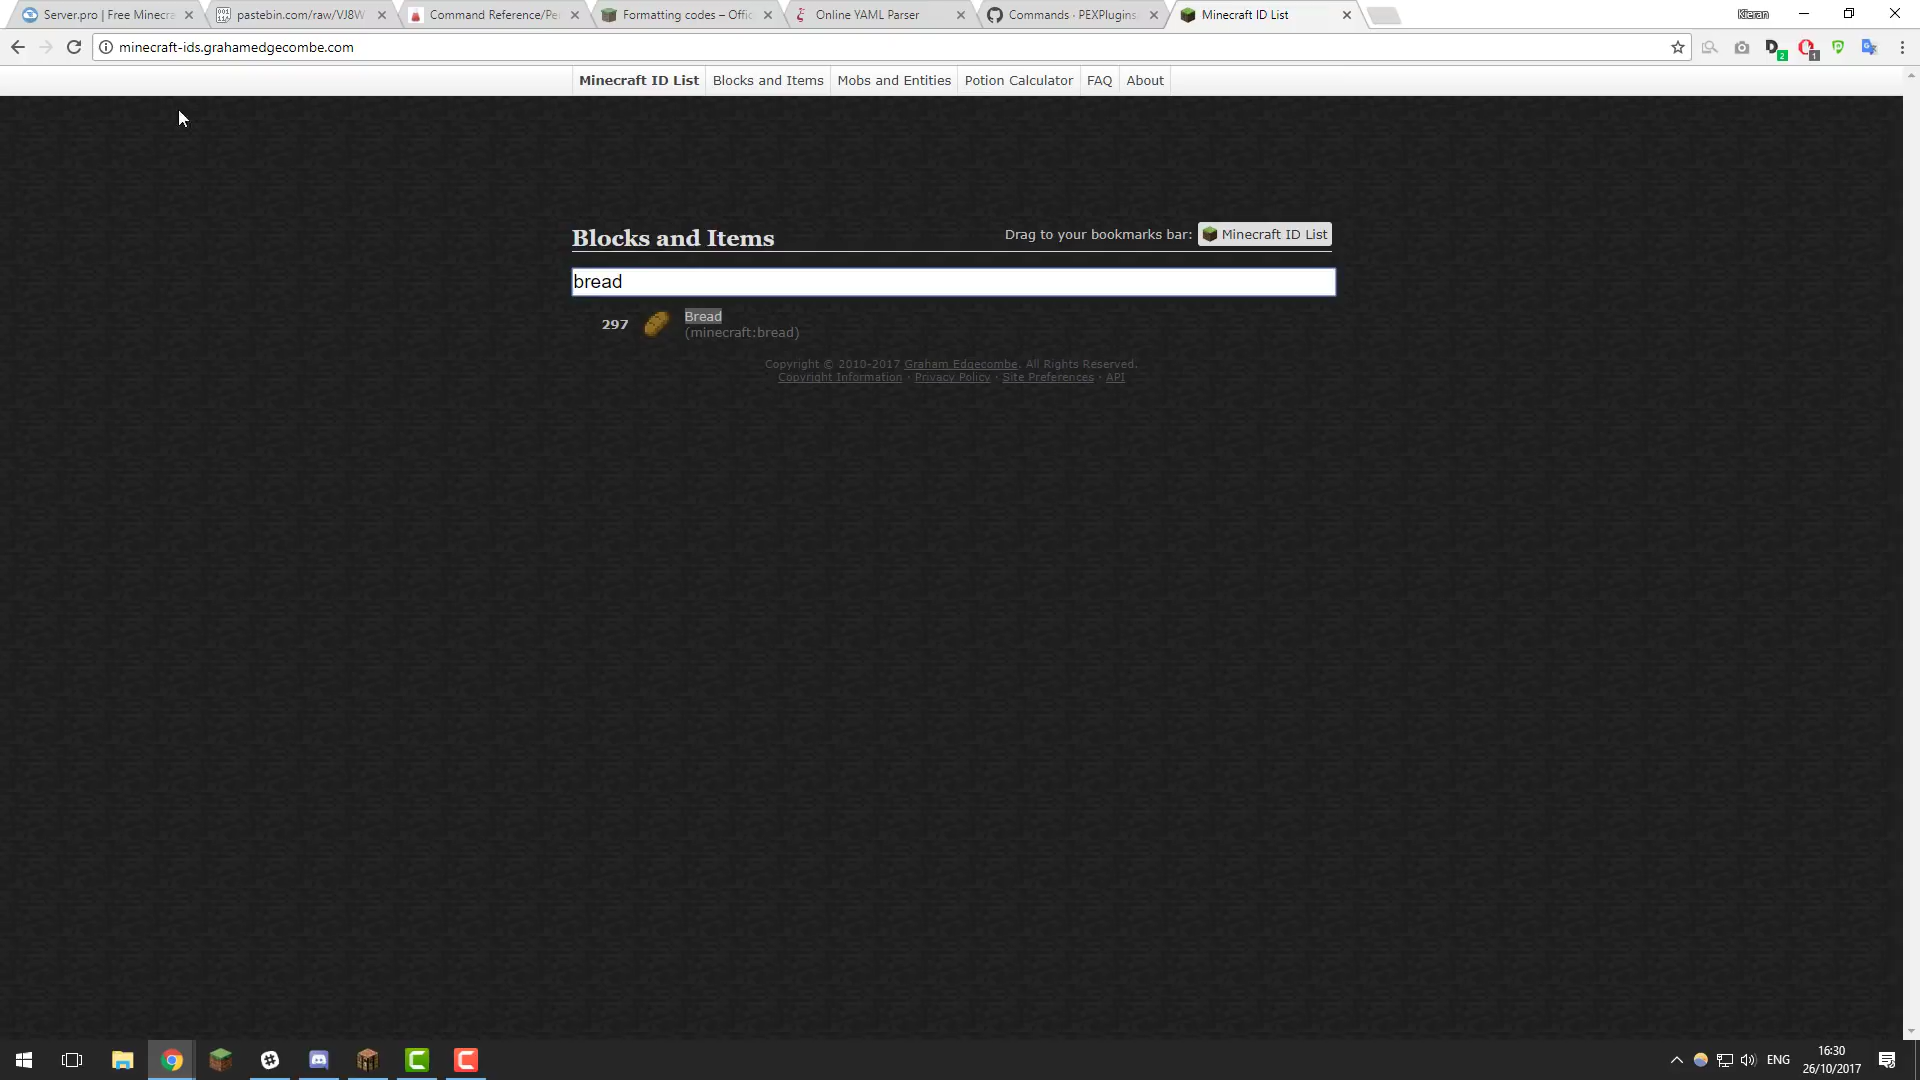 Server.pro | Free Minecra
pastebin.com/raw/VJ8W
Command Reference/Pe
Formatting codes – Offic
Online YAML Parser
Commands · PEXPlugins
Minecraft ID List
Kieran
minecraft-ids.grahamedgecombe.com
2
1
Minecraft ID List
Blocks and Items
Mobs and Entities
Potion Calculator
FAQ
About
Blocks and Items
Drag to your bookmarks bar:
Minecraft ID List
bread
297
Bread
(minecraft:bread)
Copyright © 2010-2017 Graham Edgecombe. All Rights Reserved.
Copyright Information · Privacy Policy · Site Preferences · API
ENG
16:30
26/10/2017